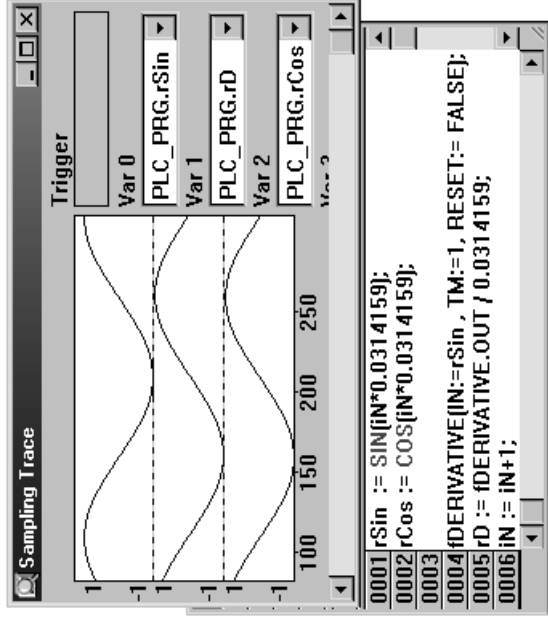 Sampling Trace
Trigger
Var 0
PLC_PRG.rSin
Var 1
PLC_PRG.rD
Var 2
PLC_PRG.rCos
Var 3
1
-1
1
-1
1
-1
100 150 200 250
0001 rSin := SIN(iN*0.0314159);
0002 rCos := COS(iN*0.0314159);
0003
0004 fDERIVATIVE(IN:=rSin , TM:=1, RESET:= FALSE);
0005 rD := fDERIVATIVE.OUT / 0.0314159;
0006 iN := iN+1;